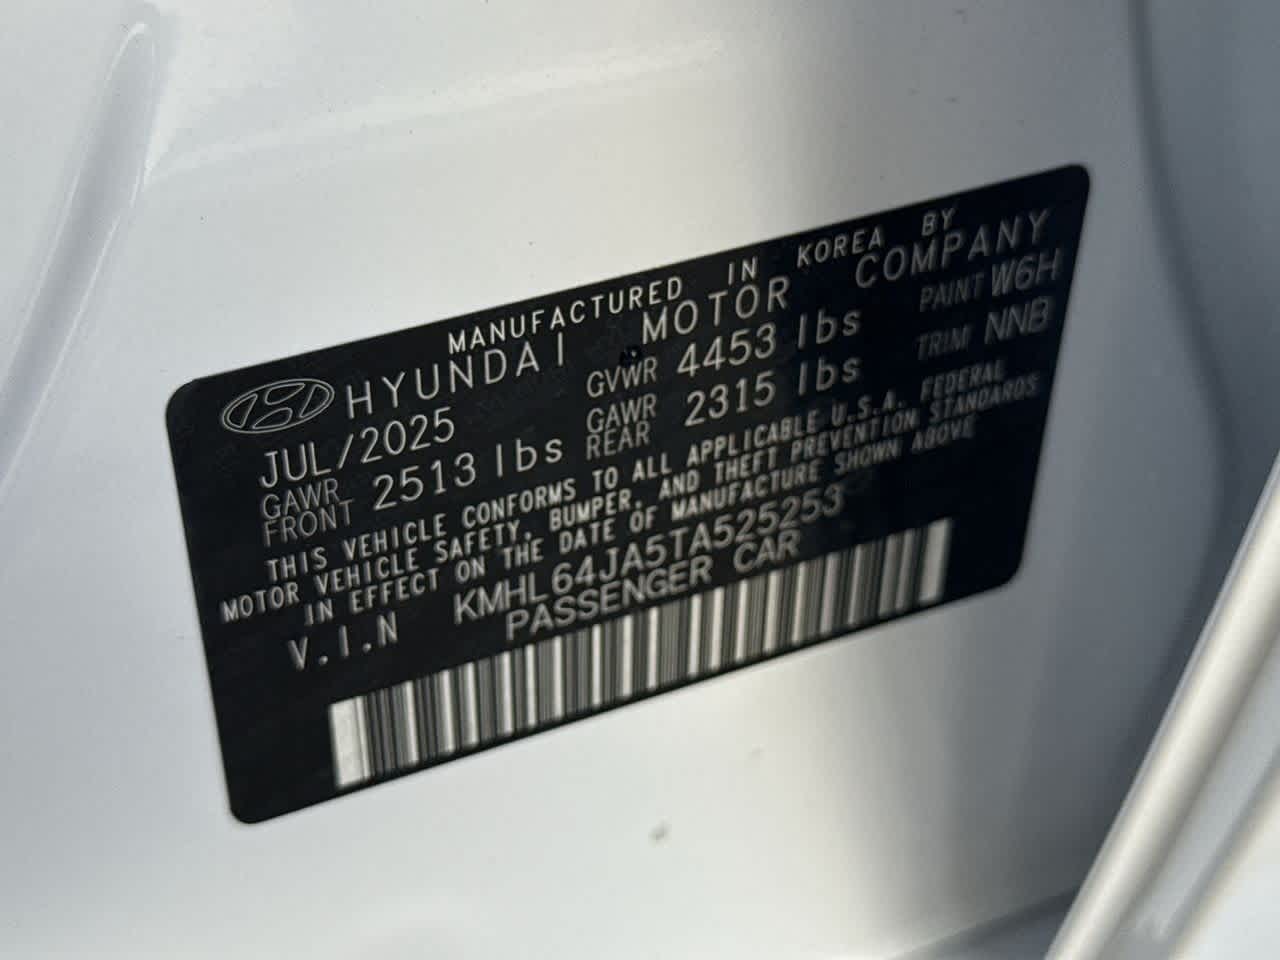 MANUFACTURED IN KOREA BY
HYUNDAI MOTOR COMPANY
JUL/2025 GVWR 4453 lbs PAINT W6H
GAWR FRONT 2513 lbs GAWR REAR 2315 lbs TRIM NNB
THIS VEHICLE CONFORMS TO ALL APPLICABLE U.S.A. FEDERAL
MOTOR VEHICLE SAFETY, BUMPER, AND THEFT PREVENTION STANDARDS
IN EFFECT ON THE DATE OF MANUFACTURE SHOWN ABOVE
V.I.N KMHL64JA5TA525253
PASSENGER CAR